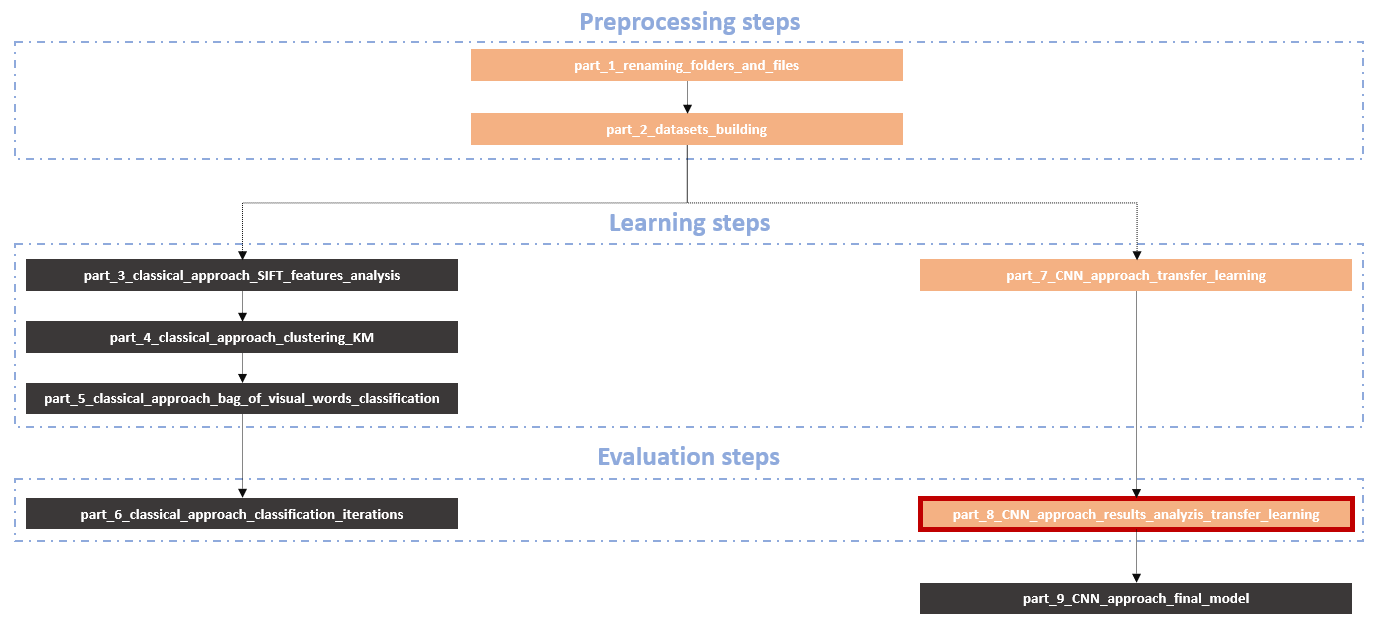 Preprocessing steps
part_1_renaming_folders_and_files
part_2_datasets_building
Learning steps
part_3_classical_approach_SIFT_features_analysis
part_7_CNN_approach_transfer_learning
part_4_classical_approach_clustering_KM
part_5_classical_approach_bag_of_visual_words_classification
Evaluation steps
part_6_classical_approach_classification_iterations
part_8_CNN_approach_results_analyzis_transfer_learning
part_9_CNN_approach_final_model